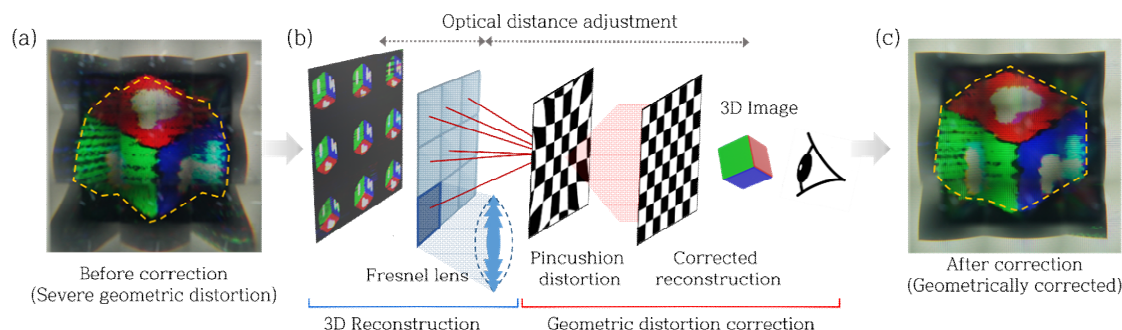 Optical distance adjustment
(a)
(b)
(c)
3D Image
Fresnel lens
Pincushion
distortion
Corrected
reconstruction
Before correction
(Severe geometric distortion)
After correction
(Geometrically corrected)
3D Reconstruction
Geometric distortion correction